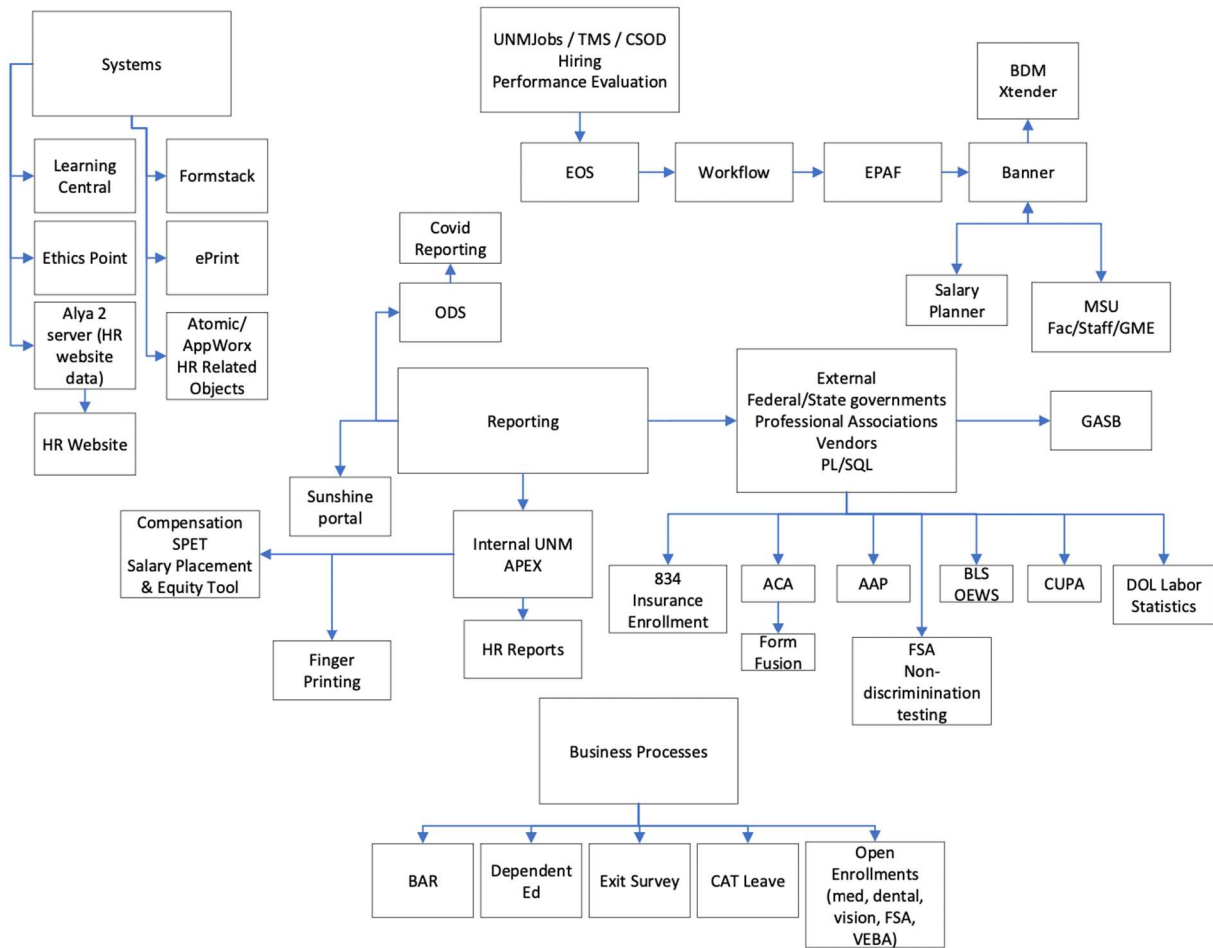 Systems
Learning
Central
Formstack
Ethics Point
ePrint
Alya 2
server (HR
website
data)
Atomic/
AppWorx
HR Related
Objects
HR Website
UNMJobs / TMS / CSOD
Hiring
Performance Evaluation
EOS
Workflow
EPAF
Banner
BDM
Xtender
Salary
Planner
MSU
Fac/Staff/GME
Covid
Reporting
ODS
Reporting
Sunshine
portal
External
Federal/State governments
Professional Associations
Vendors
PL/SQL
GASB
Compensation
SPET
Salary Placement
& Equity Tool
Internal UNM
APEX
Finger
Printing
HR Reports
834
Insurance
Enrollment
ACA
Form
Fusion
AAP
FSA
Non-
discriminination
testing
BLS
OEWS
CUPA
DOL Labor
Statistics
Business Processes
BAR
Dependent
Ed
Exit Survey
CAT Leave
Open
Enrollments
(med, dental,
vision, FSA,
VEBA)